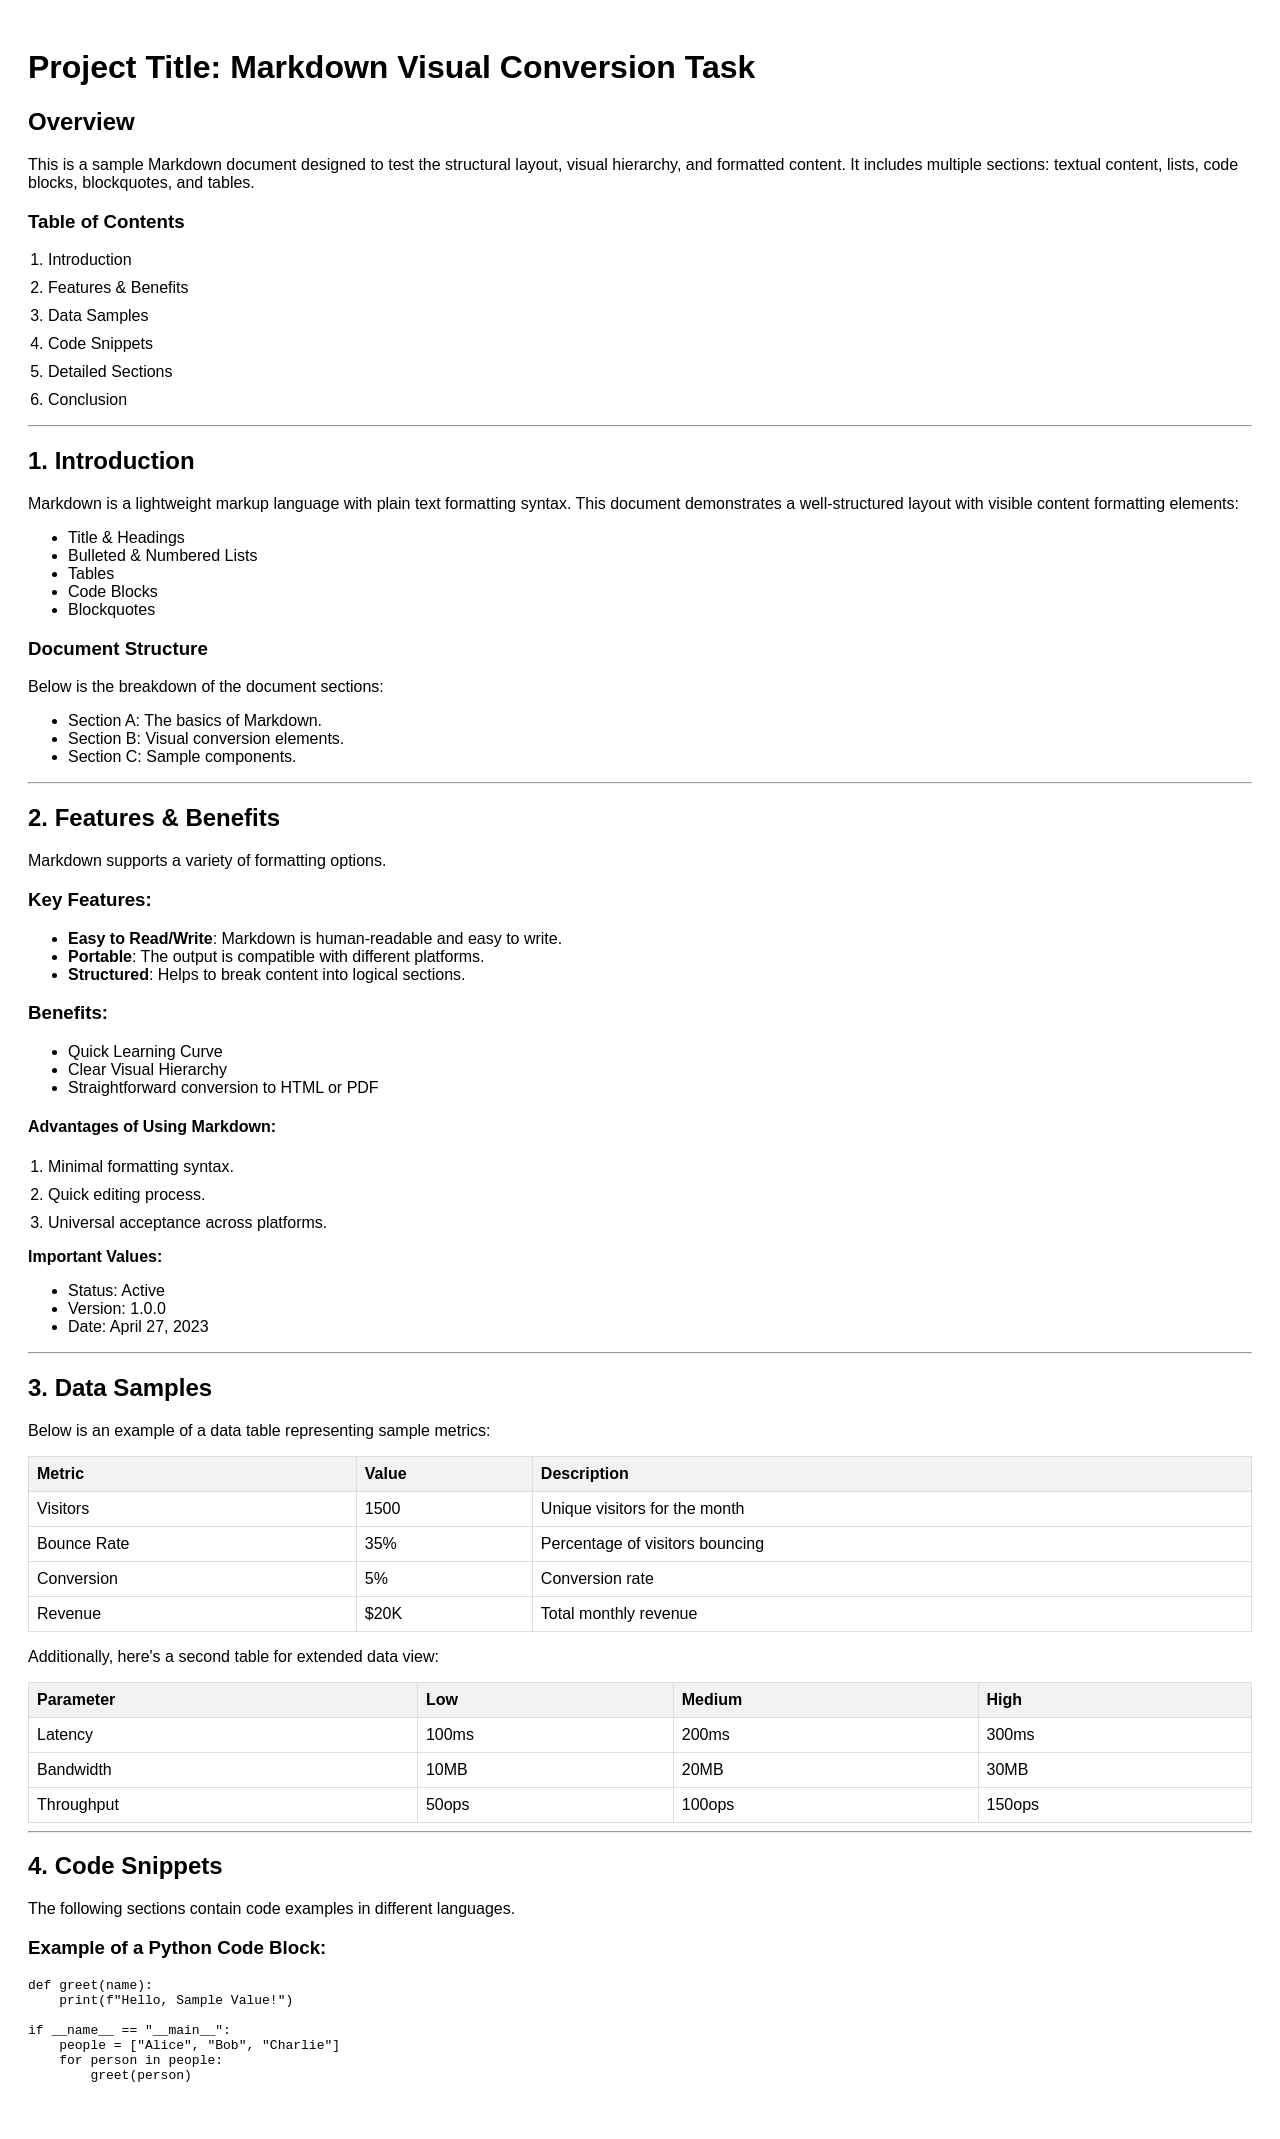 Project Title: Markdown Visual Conversion Task
Overview
This is a sample Markdown document designed to test the structural layout, visual hierarchy, and formatted content. It includes multiple sections: textual content, lists, code
blocks, blockquotes, and tables.
Table of Contents
1. Introduction
2. Features & Benefits
3. Data Samples
4. Code Snippets
5. Detailed Sections
6. Conclusion
1. Introduction
Markdown is a lightweight markup language with plain text formatting syntax. This document demonstrates a well-structured layout with visible content formatting elements:
• Title & Headings
• Bulleted & Numbered Lists
• Tables
• Code Blocks
• Blockquotes
Document Structure
Below is the breakdown of the document sections:
• Section A: The basics of Markdown.
• Section B: Visual conversion elements.
• Section C: Sample components.
2. Features & Benefits
Markdown supports a variety of formatting options.
Key Features:
• Easy to Read/Write: Markdown is human-readable and easy to write.
• Portable: The output is compatible with different platforms.
• Structured: Helps to break content into logical sections.
Benefits:
• Quick Learning Curve
• Clear Visual Hierarchy
• Straightforward conversion to HTML or PDF
Advantages of Using Markdown:
1. Minimal formatting syntax.
2. Quick editing process.
3. Universal acceptance across platforms.
Important Values:
• Status: Active
• Version: 1.0.0
• Date: April 27, 2023
3. Data Samples
Below is an example of a data table representing sample metrics:
Metric Value Description
Visitors 1500 Unique visitors for the month
Bounce Rate 35% Percentage of visitors bouncing
Conversion 5% Conversion rate
Revenue $20K Total monthly revenue
Additionally, here's a second table for extended data view:
Parameter Low Medium High
Latency 100ms 200ms 300ms
Bandwidth 10MB 20MB 30MB
Throughput 50ops 100ops 150ops
4. Code Snippets
The following sections contain code examples in different languages.
Example of a Python Code Block:
def greet(name):
    print(f"Hello, Sample Value!")
if __name__ == "__main__":
    people = ["Alice", "Bob", "Charlie"]
    for person in people:
        greet(person)